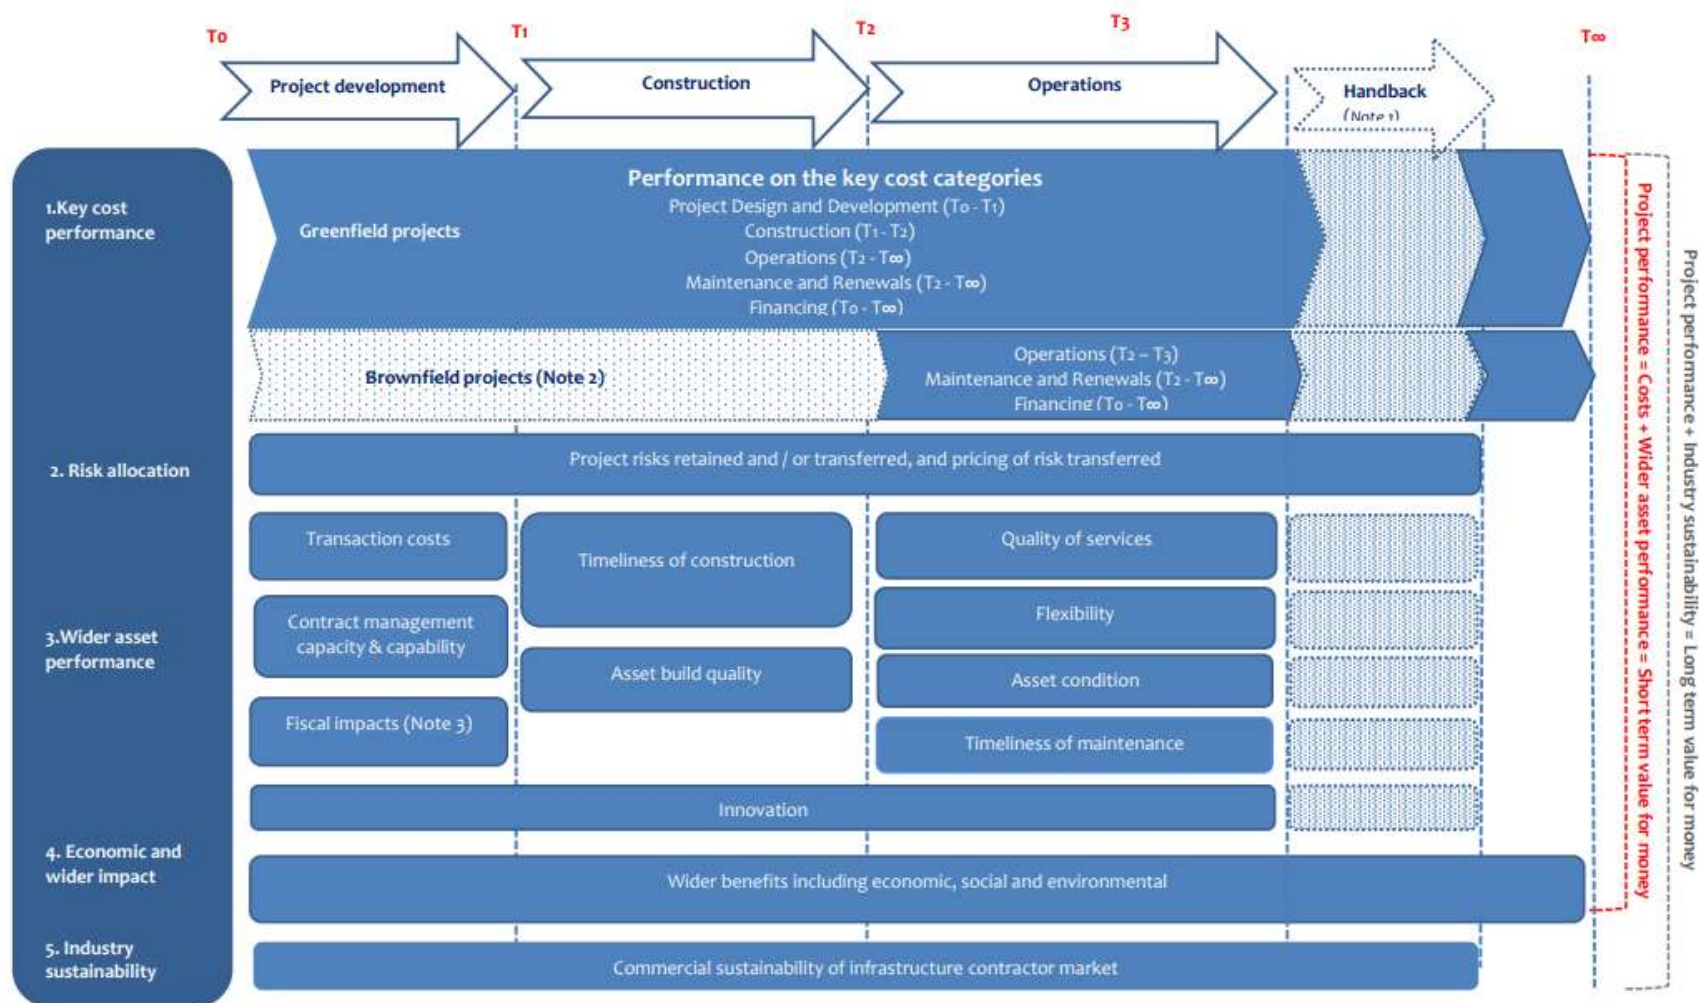 To
T1
T2
T3
T∞
Project development
Construction
Operations
Handback
(Note 1)
1.Key cost
performance
Greenfield projects
Performance on the key cost categories
Project Design and Development (To - T1)
Construction (T1 - T2)
Operations (T2 - T∞)
Maintenance and Renewals (T2 - T∞)
Financing (To - T∞)
Brownfield projects (Note 2)
Operations (T2 – T3)
Maintenance and Renewals (T2 - T∞)
Financing (To - T∞)
2. Risk allocation
Project risks retained and / or transferred, and pricing of risk transferred
3.Wider asset
performance
Transaction costs
Contract management
capacity & capability
Fiscal impacts (Note 3)
Timeliness of construction
Asset build quality
Quality of services
Flexibility
Asset condition
Timeliness of maintenance
Innovation
4. Economic and
wider impact
Wider benefits including economic, social and environmental
5. Industry
sustainability
Commercial sustainability of infrastructure contractor market
Project performance = Costs + Wider asset performance = Short term value for money
Project performance + Industry sustainability = Long term value for money